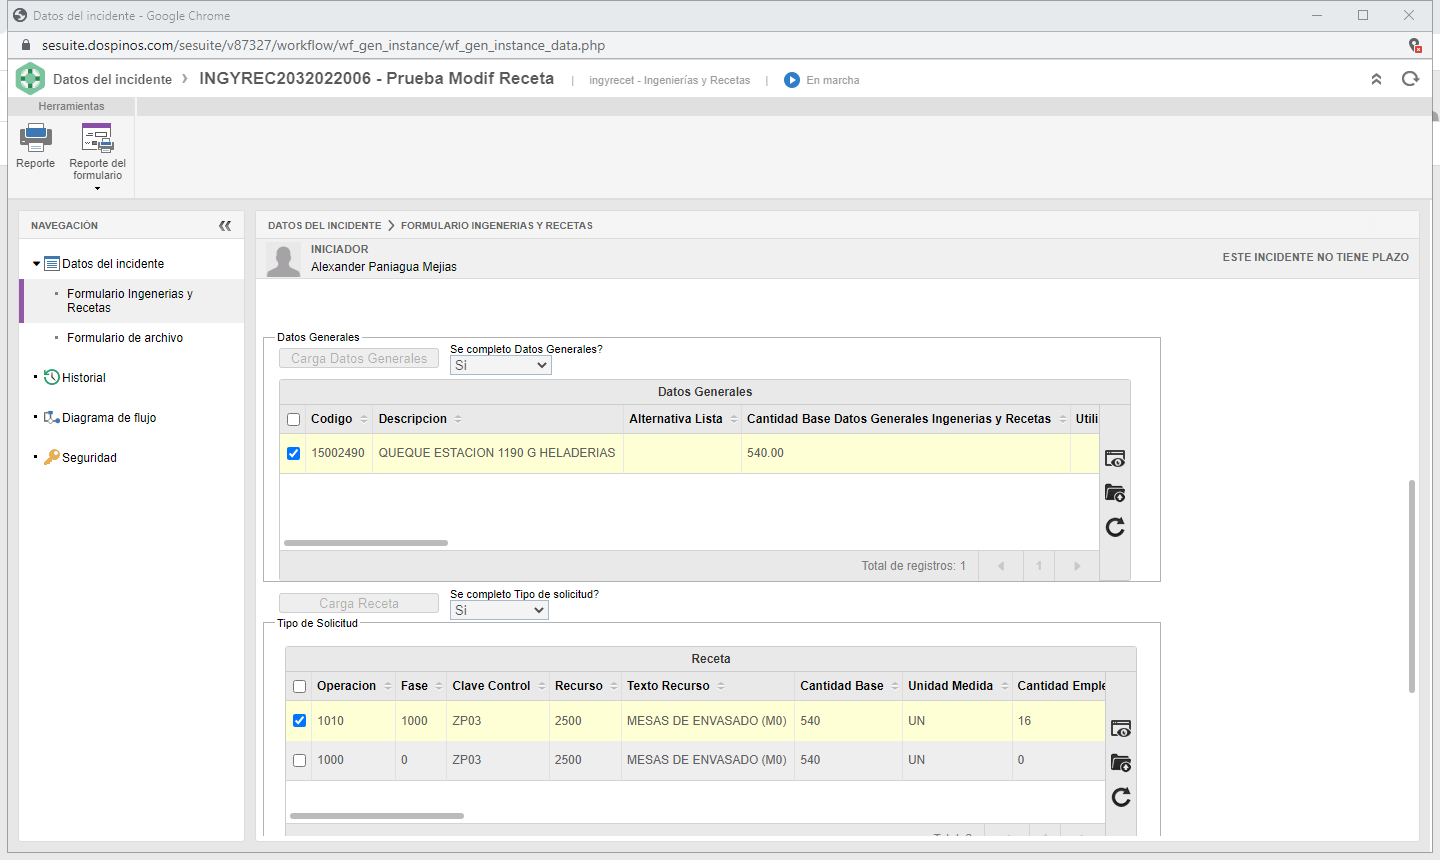 Datos del incidente - Google Chrome
sesuite.dospinos.com/sesuite/v87327/workflow/wf_gen_instance/wf_gen_instance_data.php
Datos del incidente › INGYREC2032022006 - Prueba Modif Receta | ingyrecet - Ingenierías y Recetas | En marcha
Herramientas
Reporte
Reporte del formulario
NAVEGACIÓN
Datos del incidente
Formulario Ingenerias y
Recetas
Formulario de archivo
Historial
Diagrama de flujo
Seguridad
DATOS DEL INCIDENTE > FORMULARIO INGENERIAS Y RECETAS
INICIADOR
Alexander Paniagua Mejias
ESTE INCIDENTE NO TIENE PLAZO
Datos Generales
Carga Datos Generales
Se completo Datos Generales?
Si
Datos Generales
Codigo Descripcion Alternativa Lista Cantidad Base Datos Generales Ingenerias y Recetas Utili
15002490 QUEQUE ESTACION 1190 G HELADERIAS 540.00
Total de registros: 1 1
Carga Receta
Se completo Tipo de solicitud?
Si
Tipo de Solicitud
Receta
Operacion Fase Clave Control Recurso Texto Recurso Cantidad Base Unidad Medida Cantidad Emple
1010 1000 ZP03 2500 MESAS DE ENVASADO (M0) 540 UN 16
1000 0 ZP03 2500 MESAS DE ENVASADO (M0) 540 UN 0